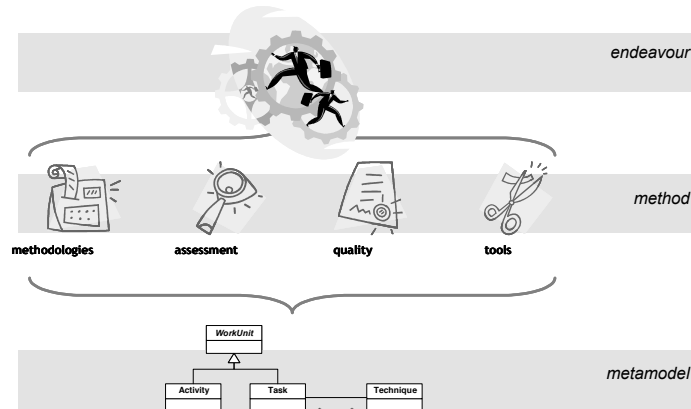 endeavour
method
methodologies assessment quality tools
WorkUnit
metamodel
Activity Task Technique